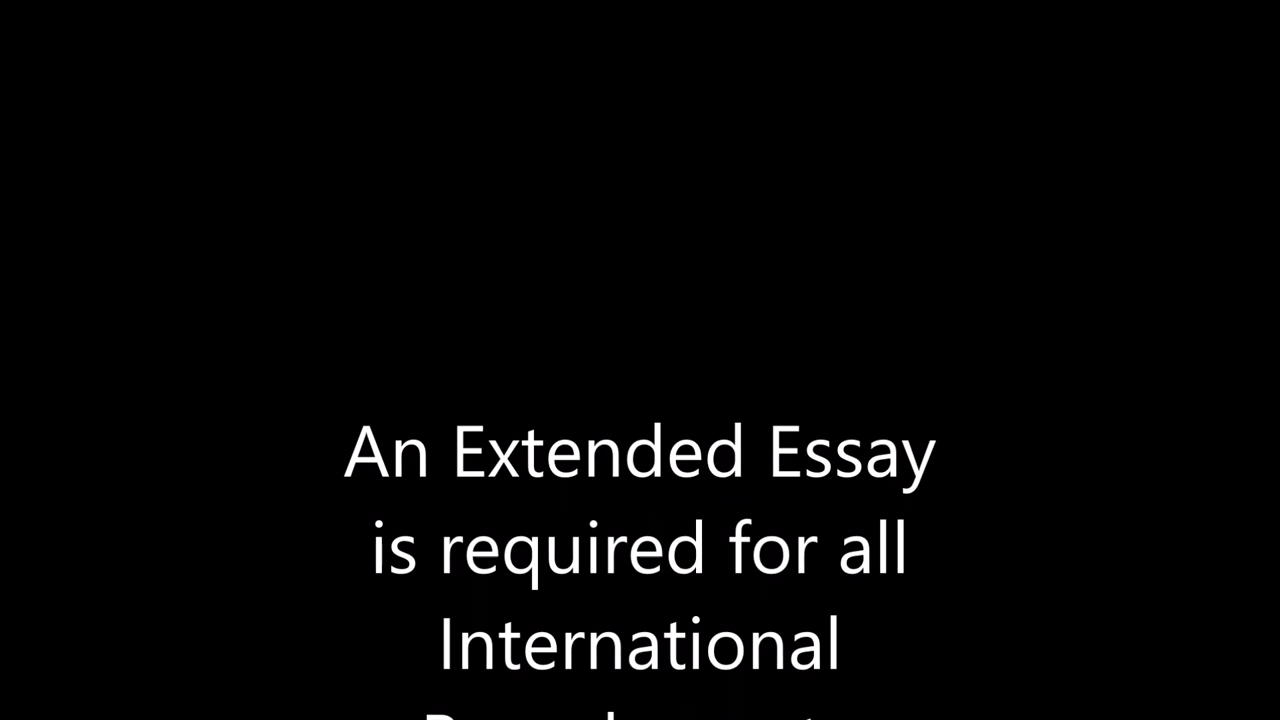 An Extended Essay
is required for all
International